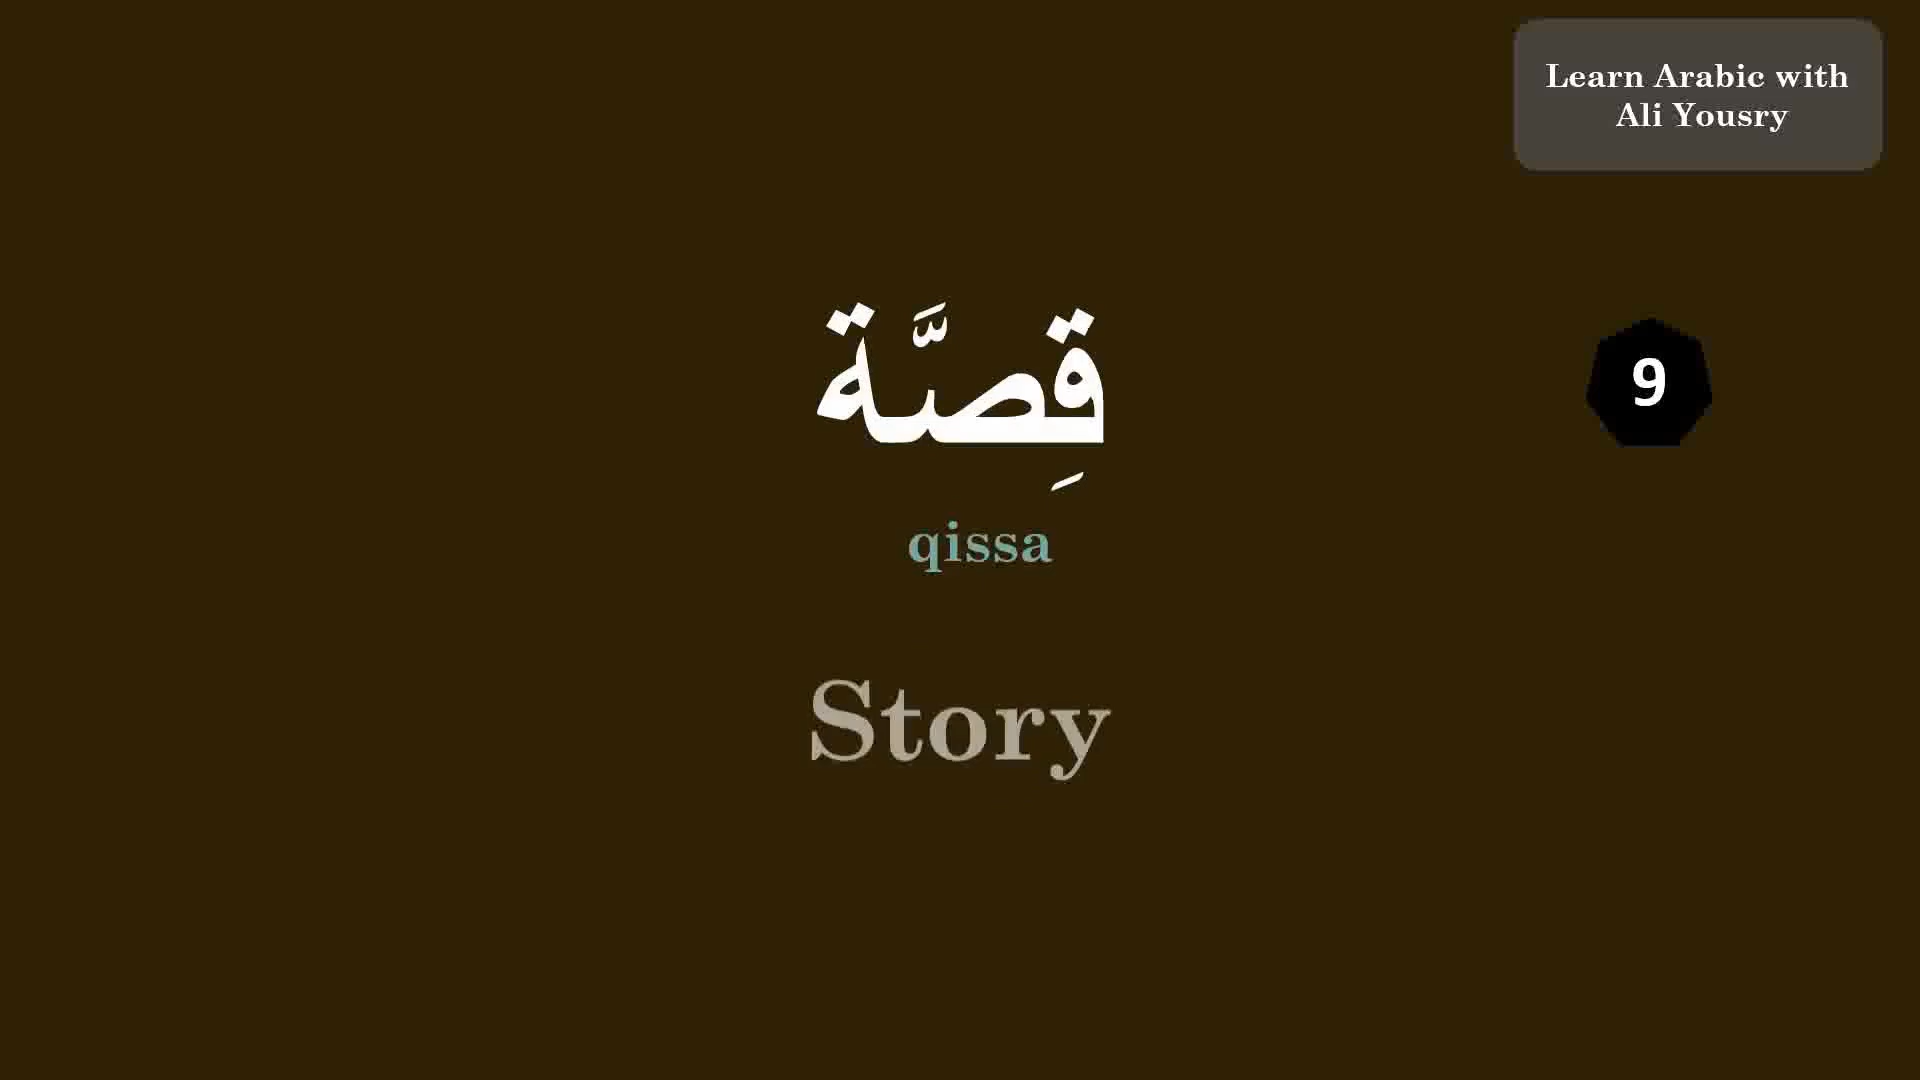 Learn Arabic with
Ali Yousry
قِصَّة
9
qissa
Story